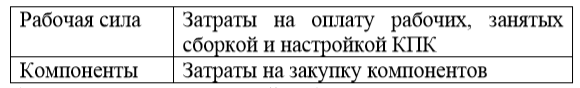 Рабочая сила
Затраты на оплату рабочих, занятых
сборкой и настройкой КПК
Компоненты
Затраты на закупку компонентов